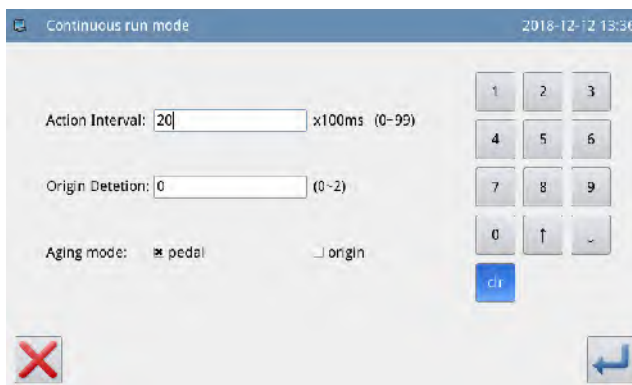 Continuous run mode 2018-12-12 13:36
1 2 3
Action Interval: 20 x100ms (0~99)
4 5 6
Origin Detetion: 0 (0~2)
7 8 9
0 ↑
Aging mode: pedal origin
clr